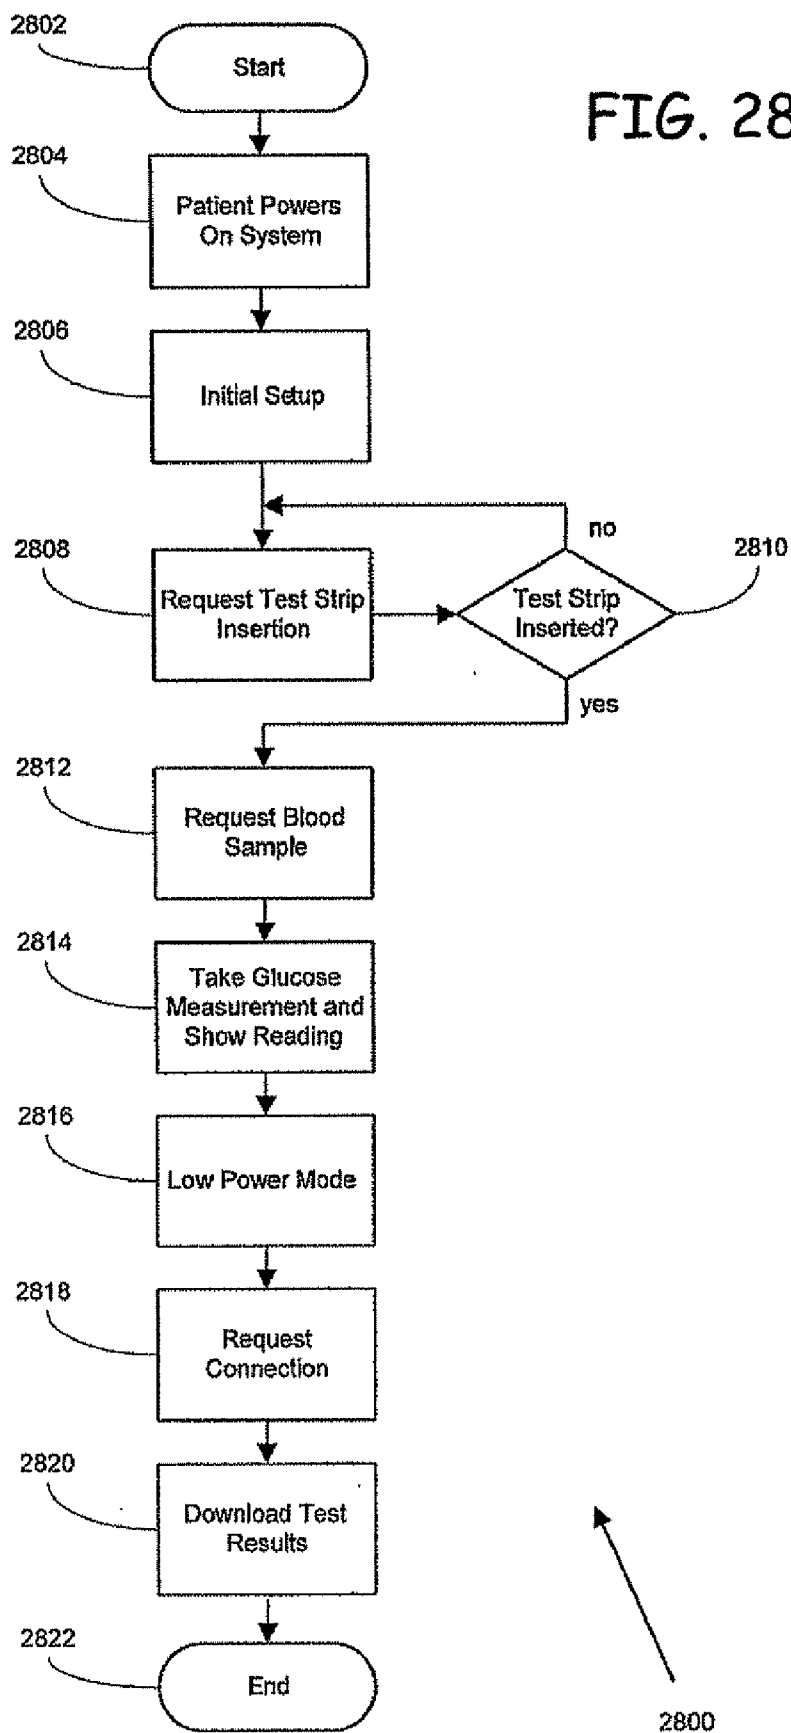 2802
Start
FIG. 28
2804
Patient Powers
On System
2806
Initial Setup
no
2808
Request Test Strip
Insertion
Test Strip
Inserted?
2810
yes
2812
Request Blood
Sample
2814
Take Glucose
Measurement and
Show Reading
2816
Low Power Mode
2818
Request
Connection
2820
Download Test
Results
2822
End
2800